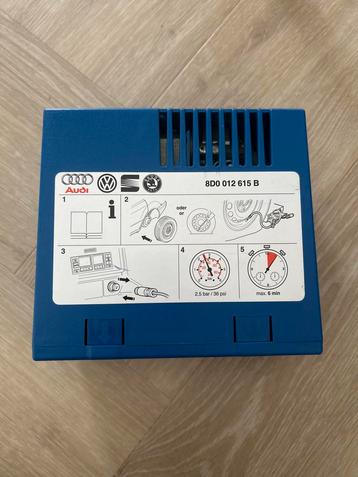 Audi
8D0 012 615 B
1
i
2
oder
or
3
4
2.5 bar / 36 psi
5
max. 6 min